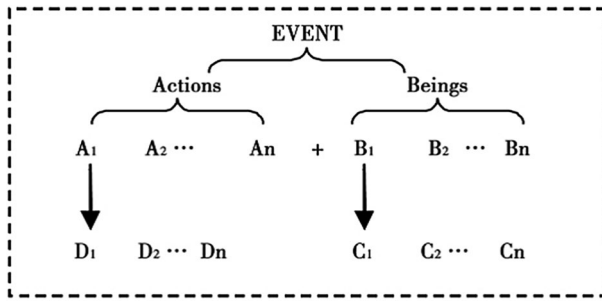 EVENT
Actions Beings
A1 A2 ··· An + B1 B2 ··· Bn
D1 D2 ··· Dn C1 C2 ··· Cn